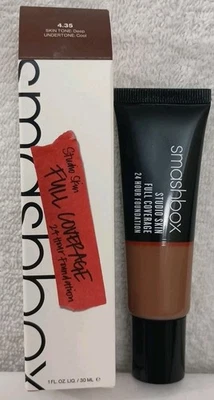 4.35
SKIN TONE: Deep
UNDERTONE: Cool
smashbox
Studio Skin
FULL COVERAGE
24 Hour Foundation
1 FL.OZ.LIQ. / 30 ML ℮
smashbox
STUDIO SKIN
FULL COVERAGE
24 HOUR FOUNDATION